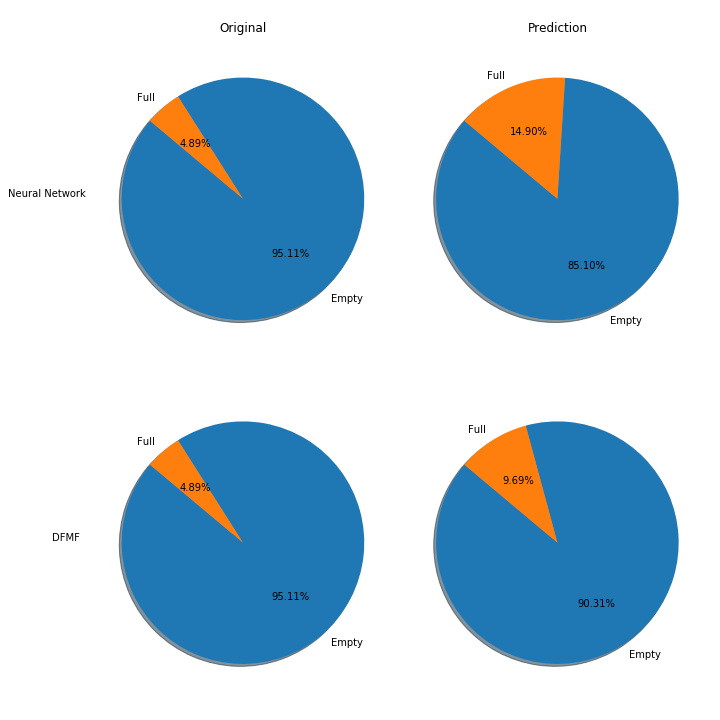 Original
Prediction
Full
4.89%
95.11%
Empty
Full
14.90%
85.10%
Empty
Neural Network
Full
4.89%
95.11%
Empty
Full
9.69%
90.31%
Empty
DFMF